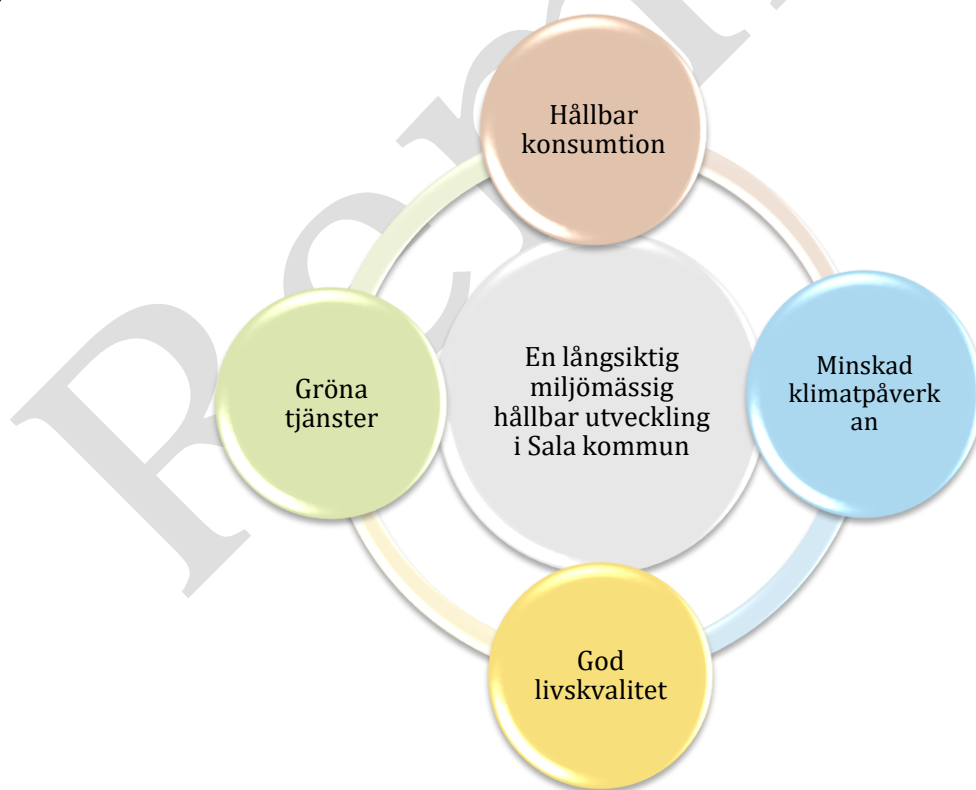 Hållbar
konsumtion
Gröna
tjänster
En långsiktig
miljömässig
hållbar utveckling
i Sala kommun
Minskad
klimatpåverk
an
God
livskvalitet